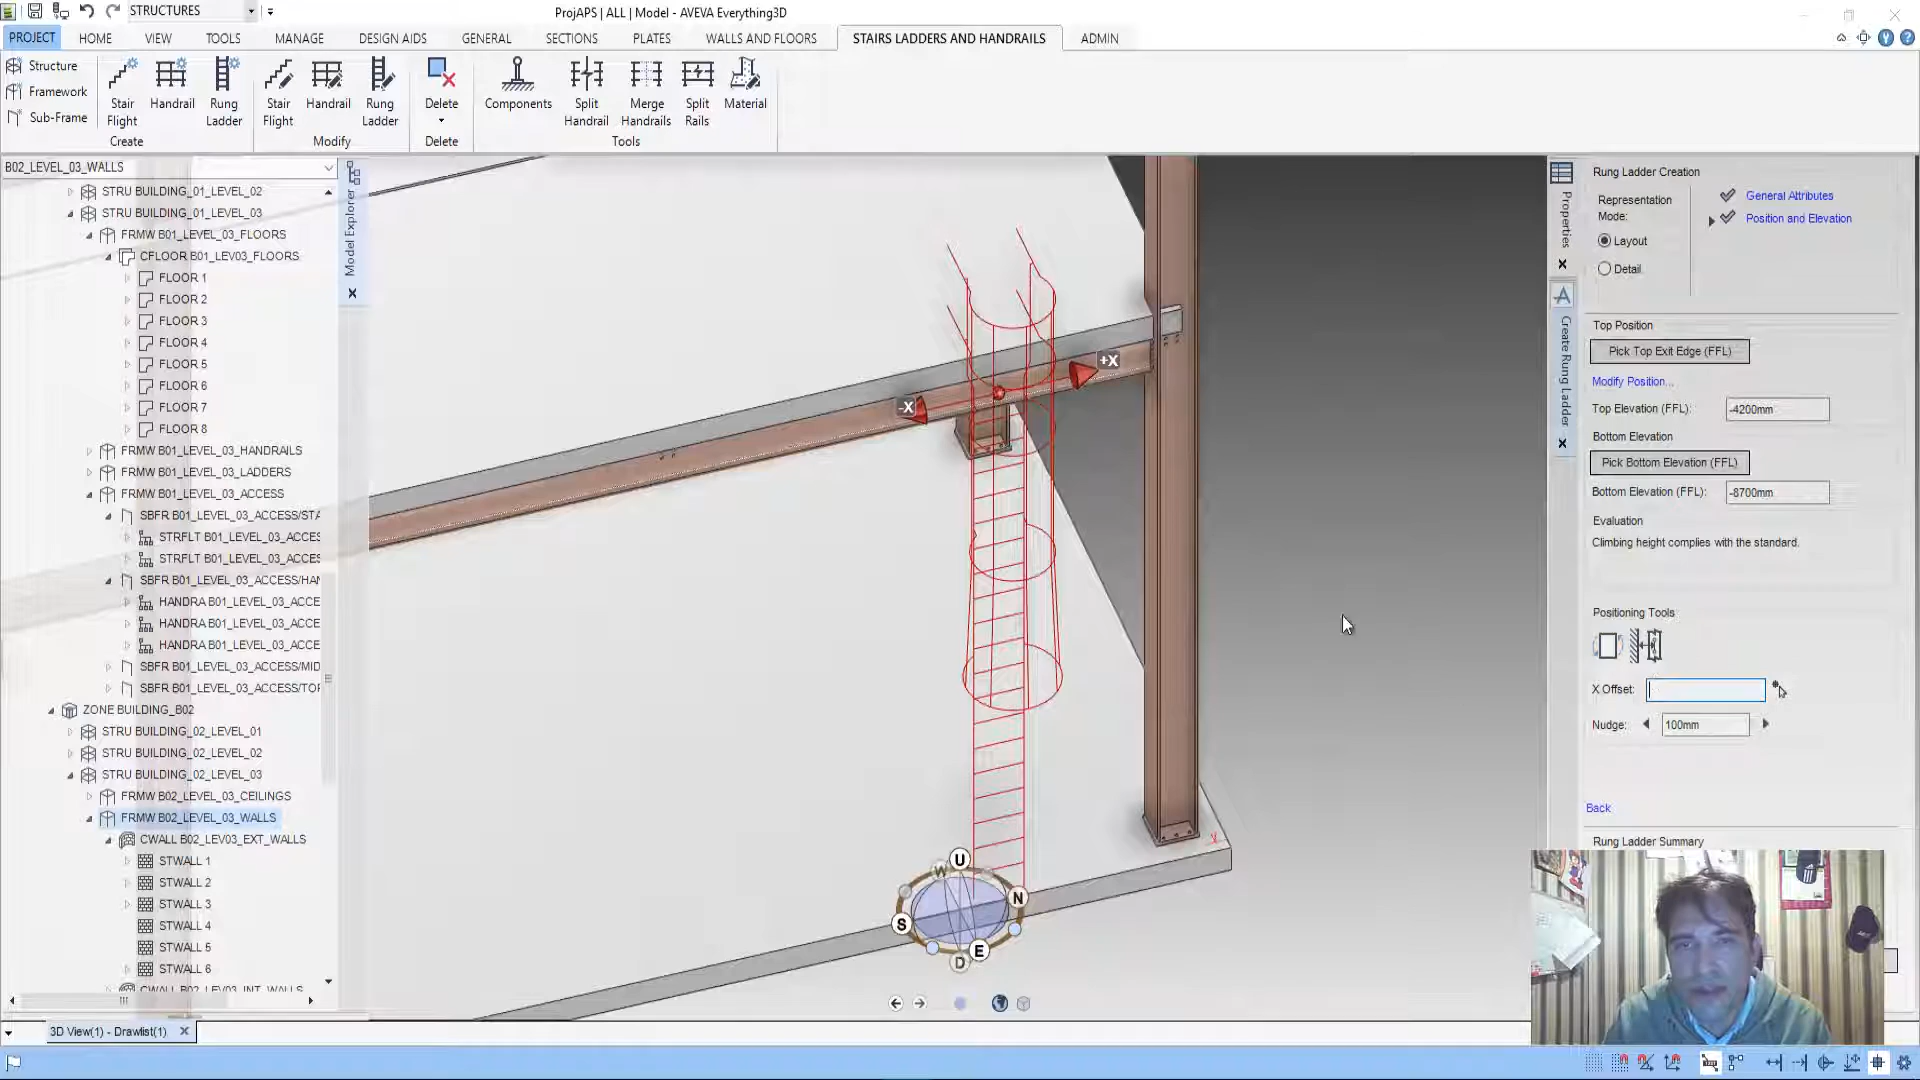 STRUCTURES
ProjAPS | ALL | Model - AVEVA Everything3D
PROJECT HOME VIEW TOOLS MANAGE DESIGN AIDS GENERAL SECTIONS PLATES WALLS AND FLOORS STAIRS LADDERS AND HANDRAILS ADMIN
Structure
Framework
Sub-Frame
Stair Flight
Handrail
Rung Ladder
Create
Stair Flight
Handrail
Rung Ladder
Modify
Delete
Delete
Components
Split Handrail
Merge Handrails
Split Rails
Material
Tools
B02_LEVEL_03_WALLS
STRU BUILDING_01_LEVEL_02
STRU BUILDING_01_LEVEL_03
FRMW B01_LEVEL_03_FLOORS
CFLOOR B01_LEV03_FLOORS
FLOOR 1
FLOOR 2
FLOOR 3
FLOOR 4
FLOOR 5
FLOOR 6
FLOOR 7
FLOOR 8
FRMW B01_LEVEL_03_HANDRAILS
FRMW B01_LEVEL_03_LADDERS
FRMW B01_LEVEL_03_ACCESS
SBFR B01_LEVEL_03_ACCESS/STA
STRFLT B01_LEVEL_03_ACCES
STRFLT B01_LEVEL_03_ACCES
SBFR B01_LEVEL_03_ACCESS/HAN
HANDRA B01_LEVEL_03_ACCE
HANDRA B01_LEVEL_03_ACCE
HANDRA B01_LEVEL_03_ACCE
SBFR B01_LEVEL_03_ACCESS/MID
SBFR B01_LEVEL_03_ACCESS/TOP
ZONE BUILDING_B02
STRU BUILDING_02_LEVEL_01
STRU BUILDING_02_LEVEL_02
STRU BUILDING_02_LEVEL_03
FRMW B02_LEVEL_03_CEILINGS
FRMW B02_LEVEL_03_WALLS
CWALL B02_LEV03_EXT_WALLS
STWALL 1
STWALL 2
STWALL 3
STWALL 4
STWALL 5
STWALL 6
CWALL B02_LEV03_INT_WALLS
Model Explorer
-X
+X
U
W
N
S
E
D
Y
3D View(1) - Drawlist(1)
Properties
Create Rung Ladder
Rung Ladder Creation
Representation Mode:
Layout
Detail
General Attributes
Position and Elevation
Top Position
Pick Top Exit Edge (FFL)
Modify Position...
Top Elevation (FFL): -4200mm
Bottom Elevation
Pick Bottom Elevation (FFL)
Bottom Elevation (FFL): -8700mm
Evaluation
Climbing height complies with the standard.
Positioning Tools
X Offset:
Nudge: 100mm
Back
Rung Ladder Summary